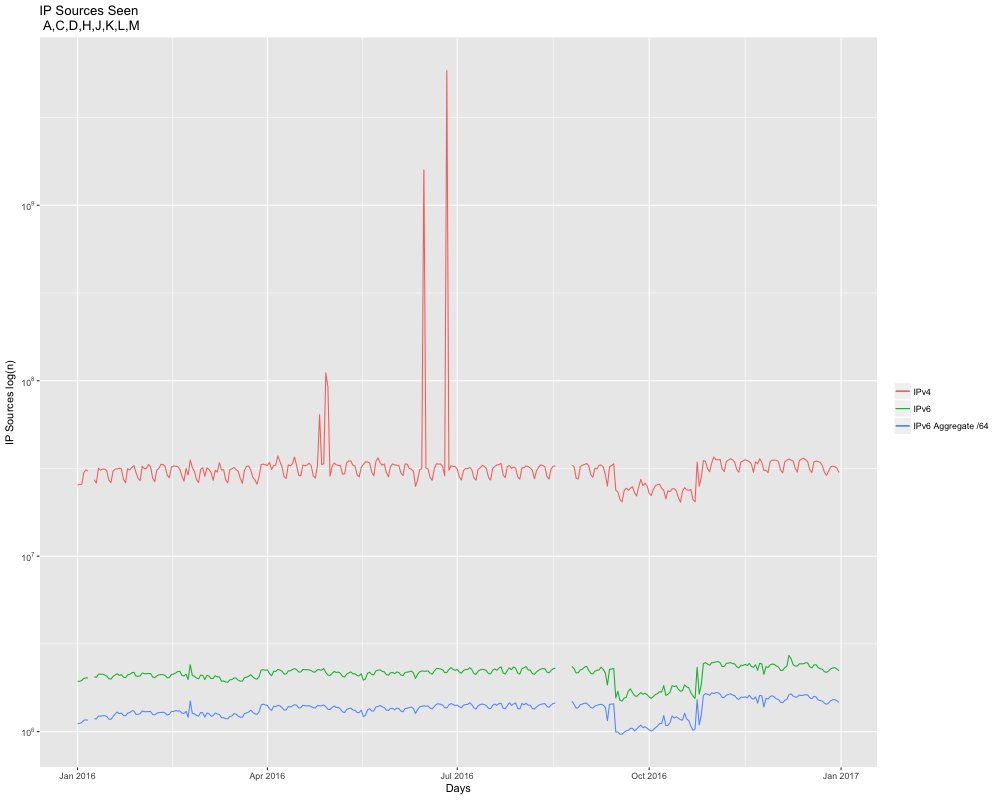 IP Sources Seen
A,C,D,H,J,K,L,M
IP Sources log(n)
10⁹
10⁸
10⁷
10⁶
Jan 2016
Apr 2016
Jul 2016
Oct 2016
Jan 2017
Days
IPv4
IPv6
IPv6 Aggregate /64